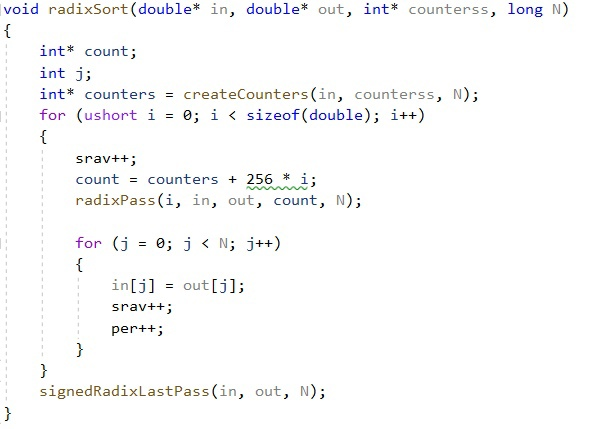 void radixSort(double* in, double* out, int* counterss, long N)
{
    int* count;
    int j;
    int* counters = createCounters(in, counterss, N);
    for (ushort i = 0; i < sizeof(double); i++)
    {
        srav++;
        count = counters + 256 * i;
        radixPass(i, in, out, count, N);

        for (j = 0; j < N; j++)
        {
            in[j] = out[j];
            srav++;
            per++;
        }
    }
    signedRadixLastPass(in, out, N);
}